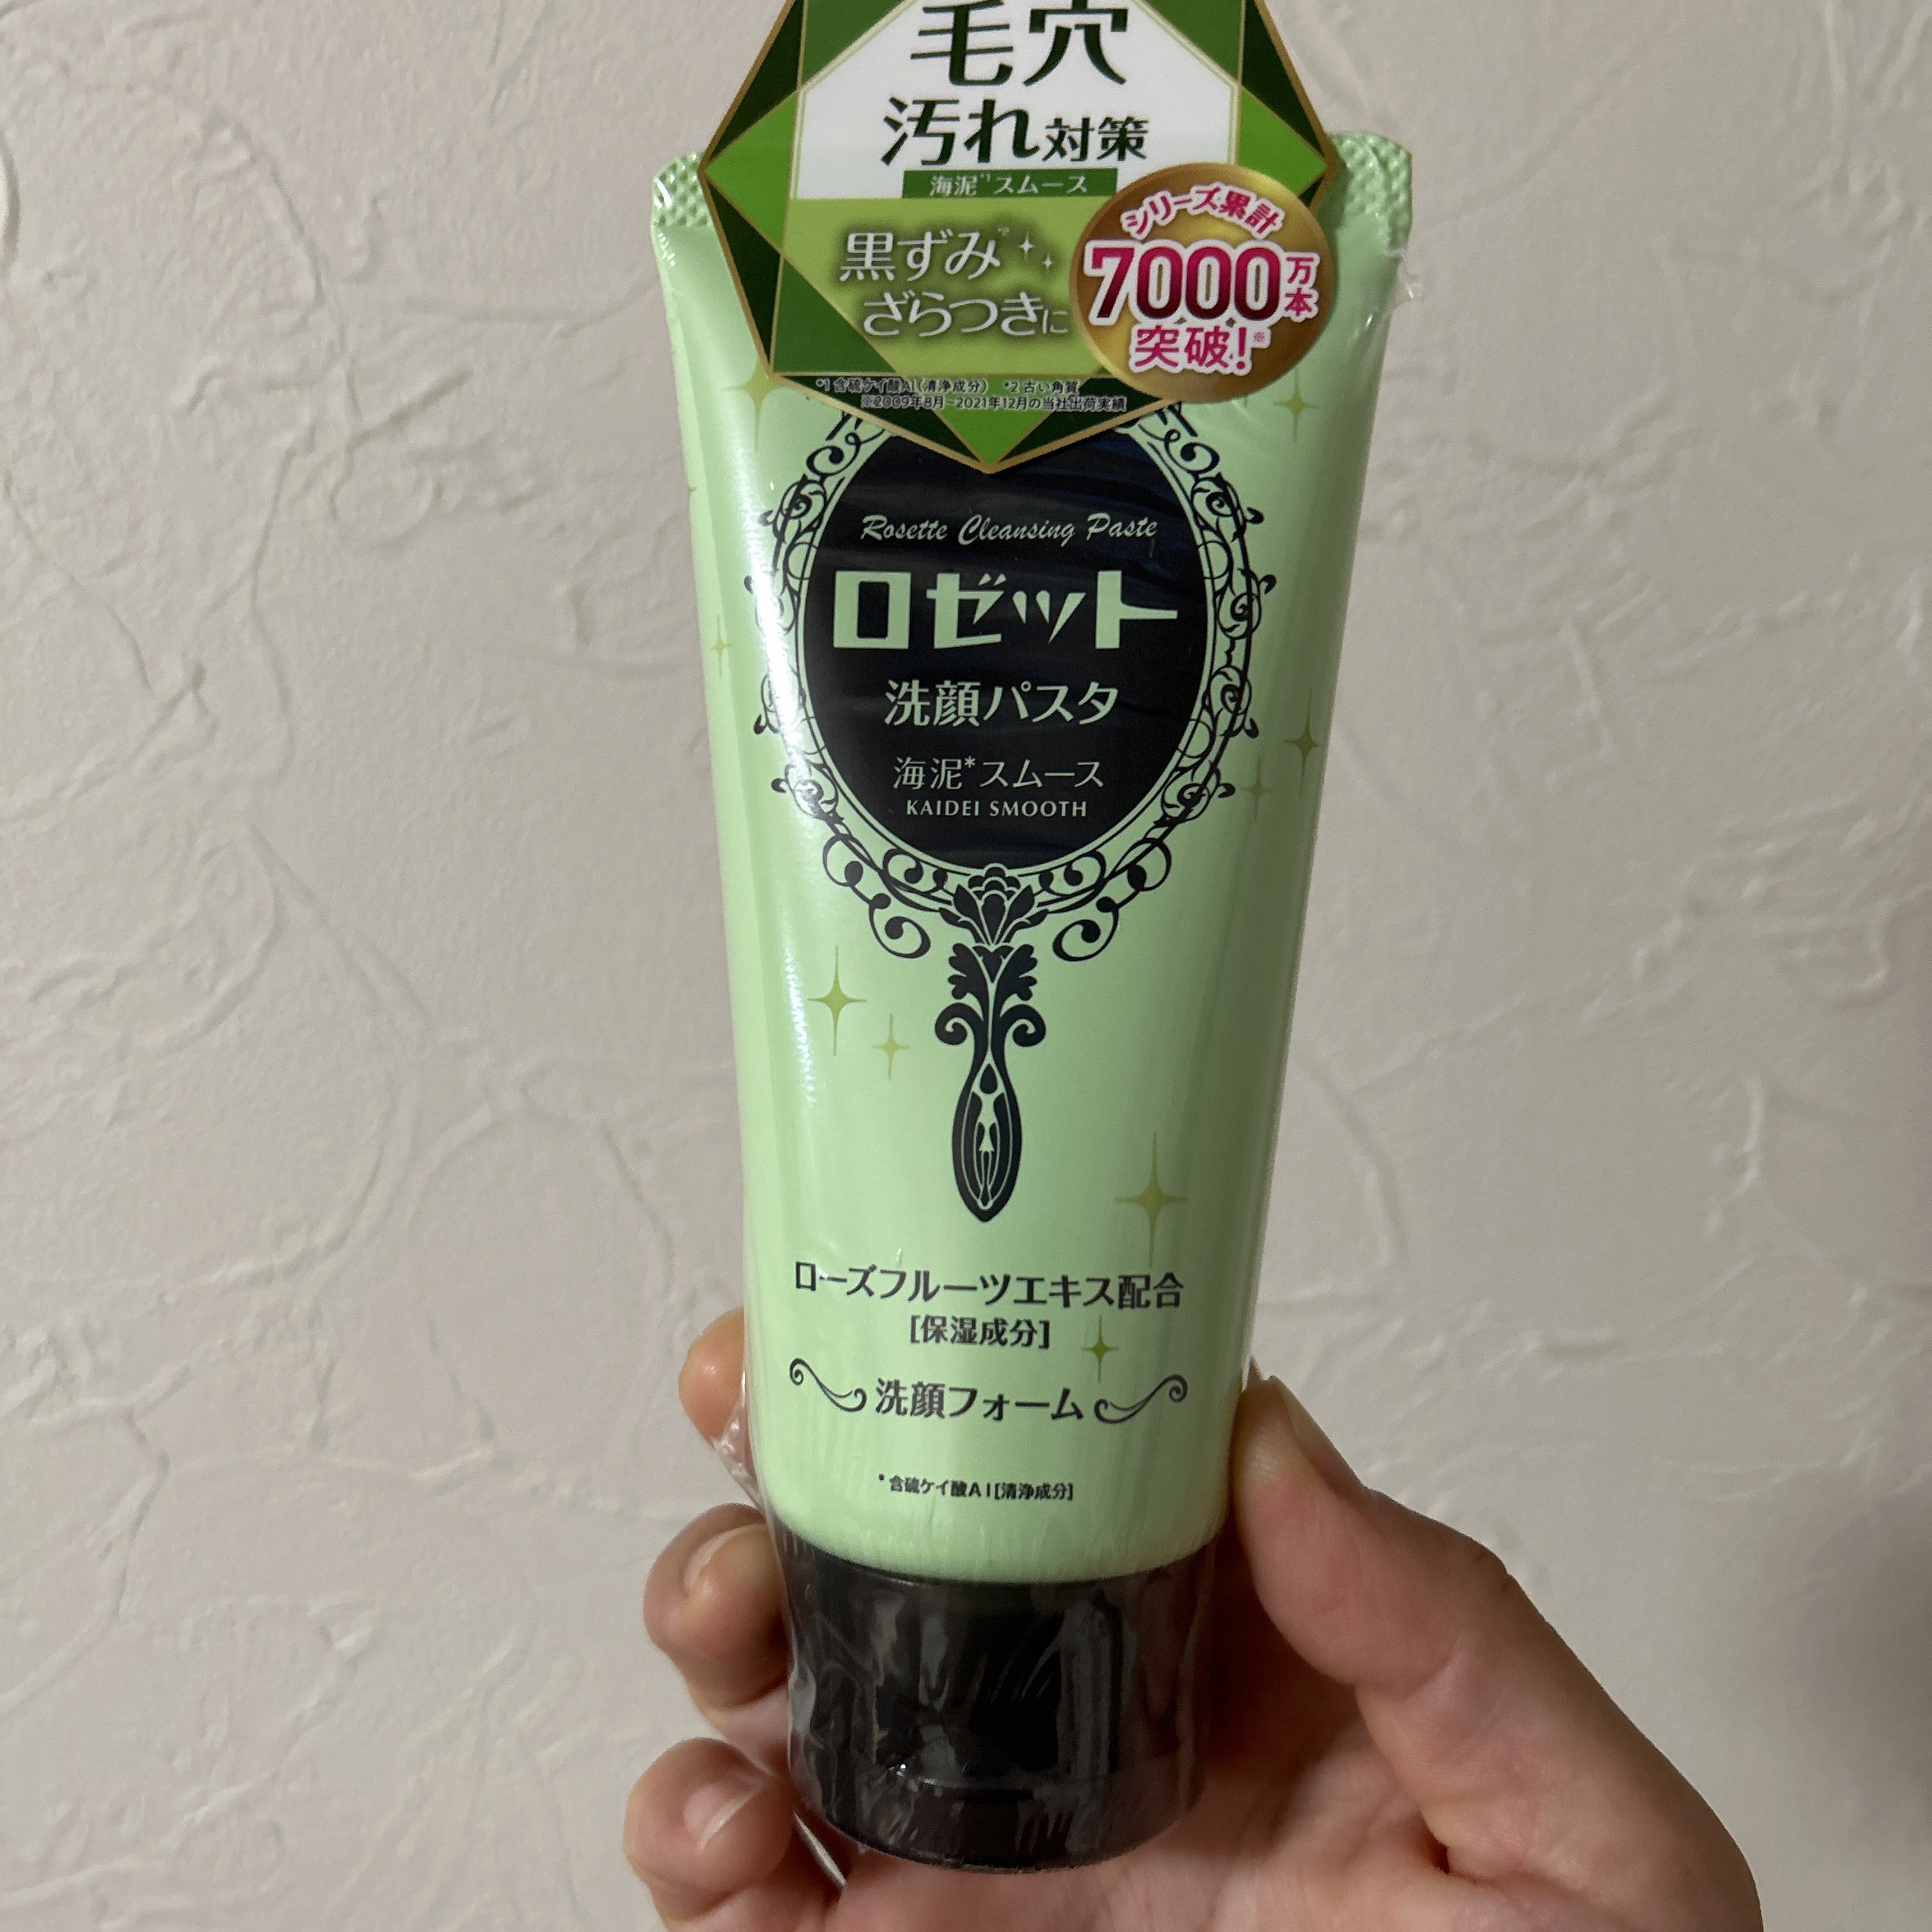 毛穴
汚れ対策
海泥*1スムース
黒ずみ*2
ざらつきに
シリーズ累計
7000万本
突破!※
*1 含硫ケイ酸Al(清浄成分) *2 古い角質
※2009年8月~2021年12月の当社出荷実績
Rosette Cleansing Paste
ロゼット
洗顔パスタ
海泥*スムース
KAIDEI SMOOTH
ローズフルーツエキス配合
[保湿成分]
洗顔フォーム
*含硫ケイ酸Al[清浄成分]